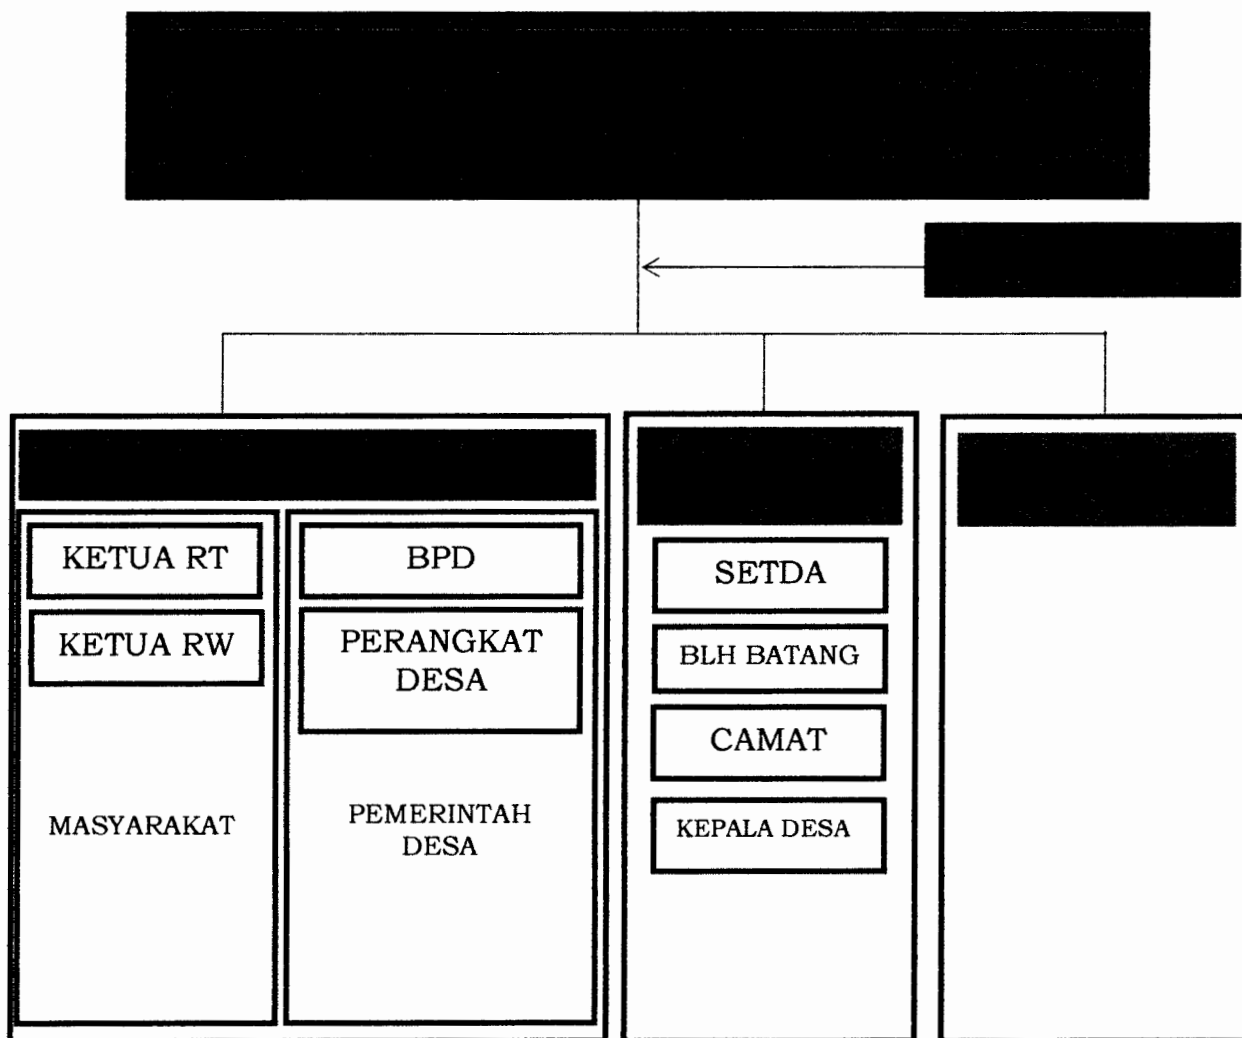 KETUA RT
KETUA RW
MASYARAKAT
BPD
PERANGKAT
DESA
PEMERINTAH
DESA
SETDA
BLH BATANG
CAMAT
KEPALA DESA